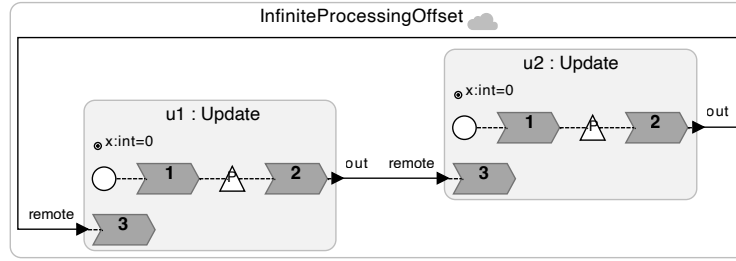 InfiniteProcessingOffset
u2 : Update
x:int=0
1 P 2
out
3
u1 : Update
x:int=0
1 P 2
out
remote
3
remote